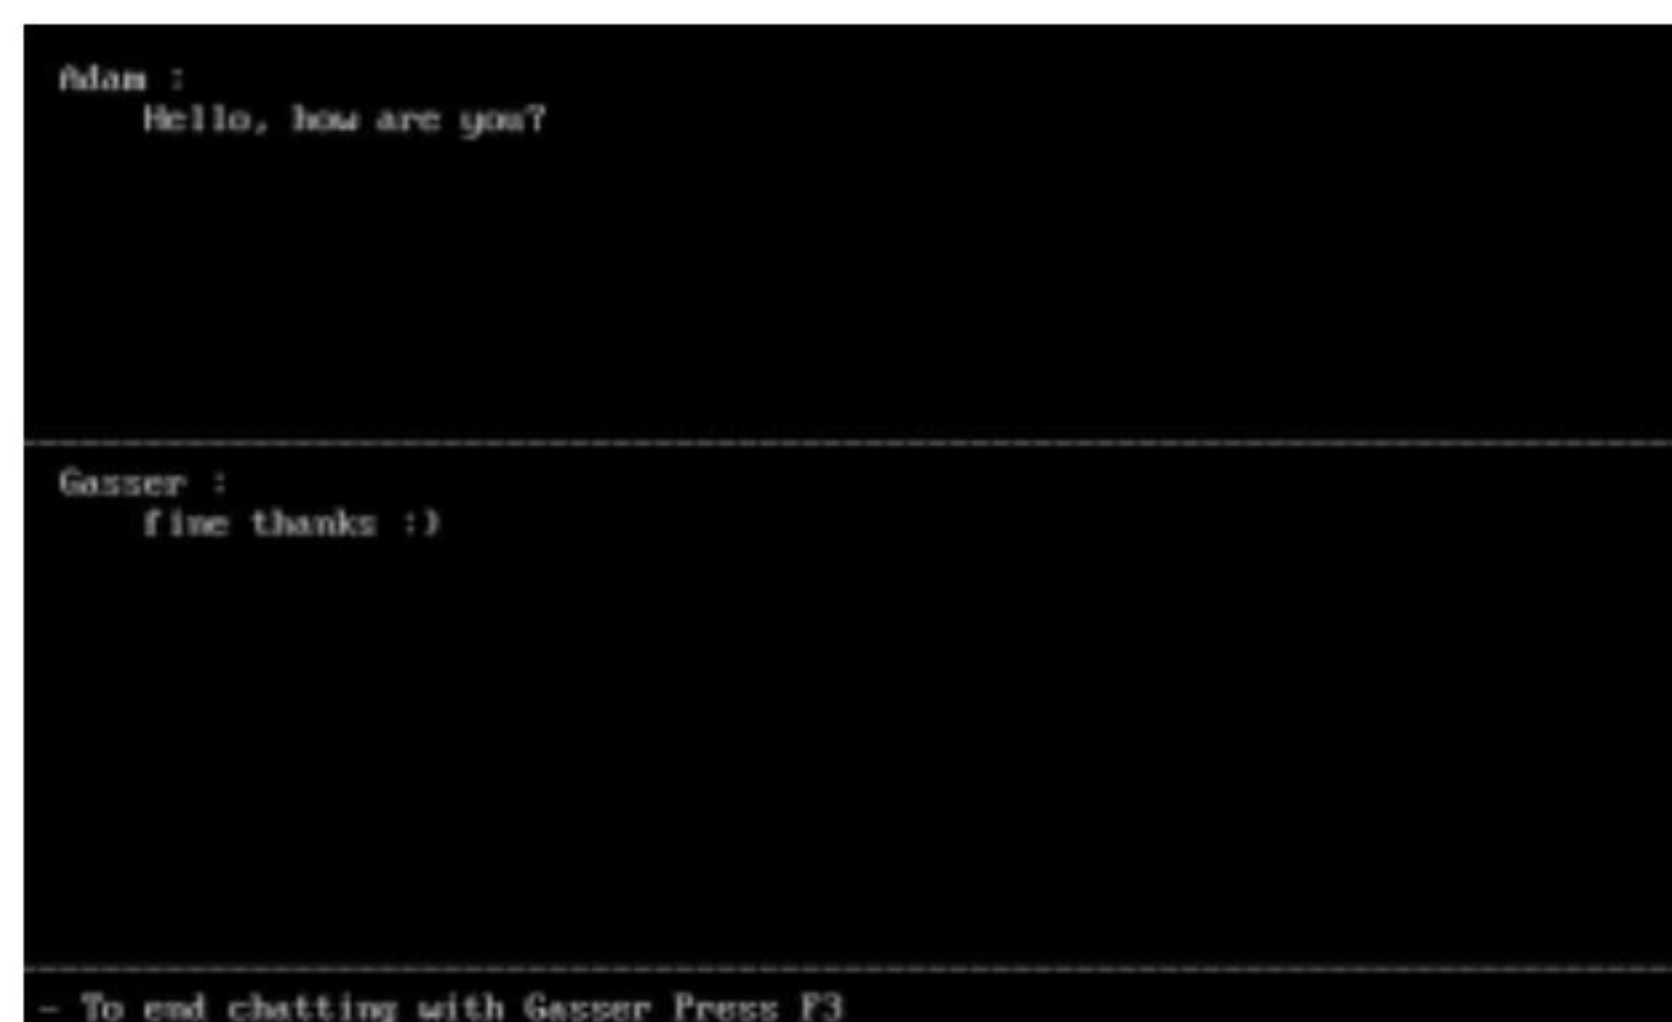 Adam :
Hello, how are you?
Gasser :
fine thanks :)
- To end chatting with Gasser Press F3